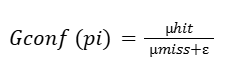 Gconf (pi) = µhit / µmiss+ε